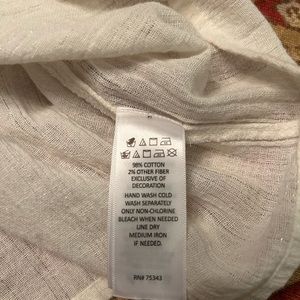 98% COTTON
2% OTHER FIBER
EXCLUSIVE OF
DECORATION
HAND WASH COLD
WASH SEPARATELY
ONLY NON-CHLORINE
BLEACH WHEN NEEDED
LINE DRY
MEDIUM IRON
IF NEEDED.
RN# 75343